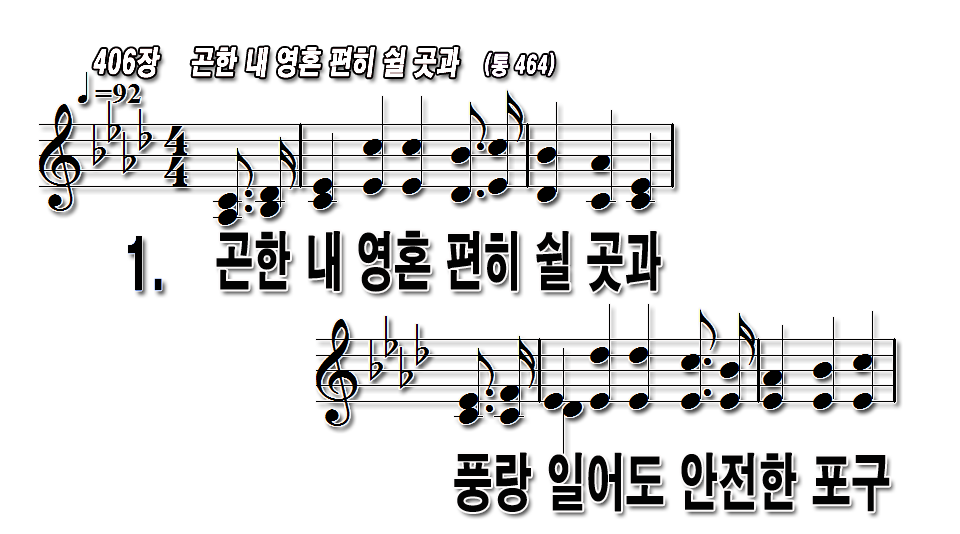 406장 곤한 내 영혼 편히 쉴 곳과 (통 464)
♩=92
4/4
1. 곤한 내 영혼 편히 쉴 곳과
풍랑 일어도 안전한 포구